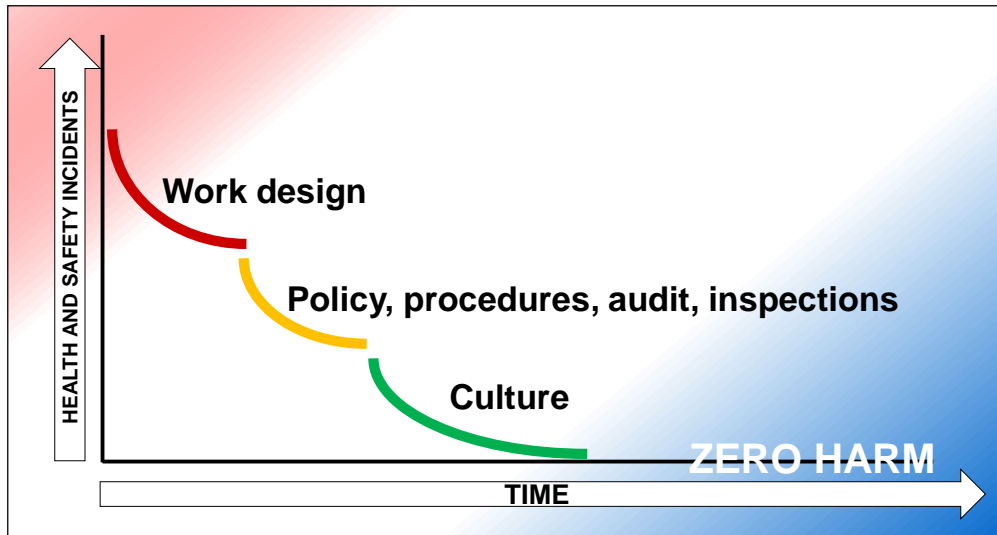 HEALTH AND SAFETY INCIDENTS
Work design
Policy, procedures, audit, inspections
Culture
ZERO HARM
TIME